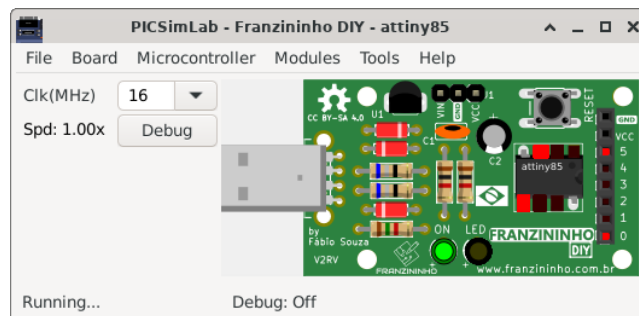 PICSimLab - Franzininho DIY - attiny85
File Board Microcontroller Modules Tools Help
Clk(MHz) 16
Spd: 1.00x Debug
CC BY-SA 4.0
U1
VIN
GND
VCC
J1
C1
C2
RESET
GND
VCC
5
4
3
2
1
0
attiny85
by
Fábio Souza
V2RV
FRANZININHO
ON LED
FRANZININHO
DIY
www.franzininho.com.br
Running... Debug: Off